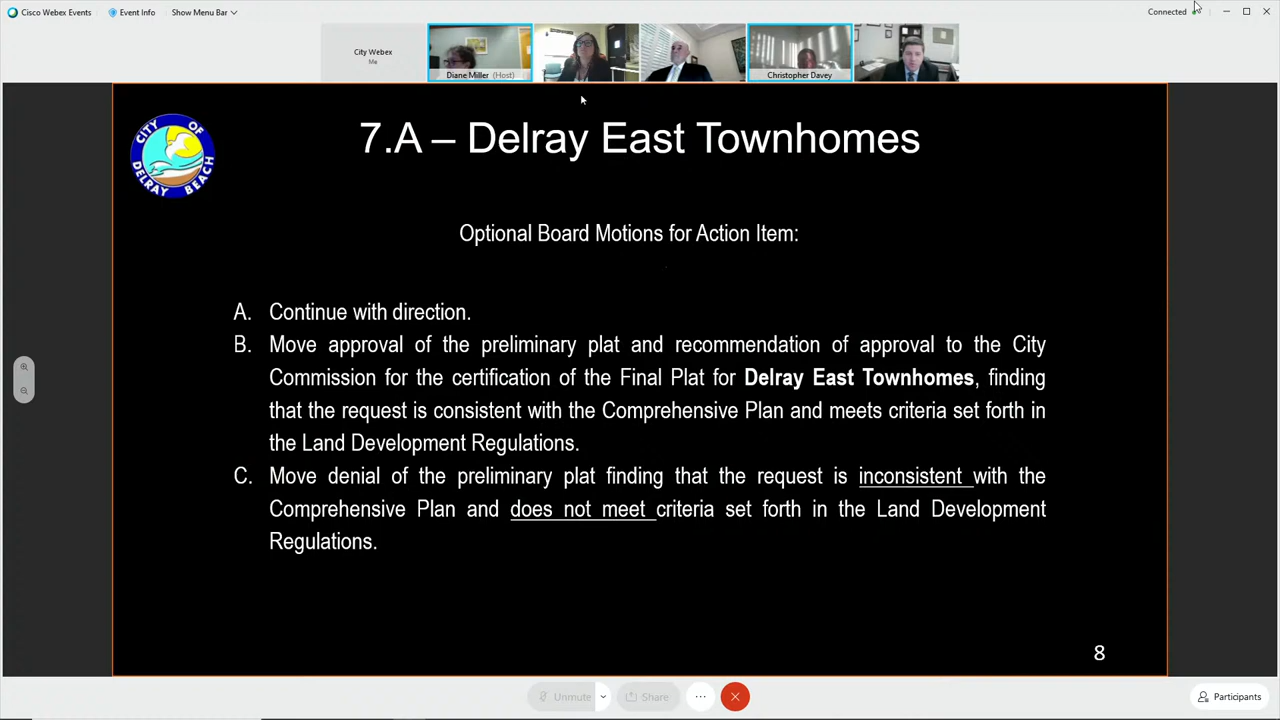 Cisco Webex Events
Event Info
Show Menu Bar
Connected
City Webex
Me
Diane Miller (Host)
Christopher Davey
CITY OF
DELRAY BEACH
7.A – Delray East Townhomes
Optional Board Motions for Action Item:
A. Continue with direction.
B. Move approval of the preliminary plat and recommendation of approval to the City
Commission for the certification of the Final Plat for Delray East Townhomes, finding
that the request is consistent with the Comprehensive Plan and meets criteria set forth in
the Land Development Regulations.
C. Move denial of the preliminary plat finding that the request is inconsistent with the
Comprehensive Plan and does not meet criteria set forth in the Land Development
Regulations.
8
Unmute
Share
Participants